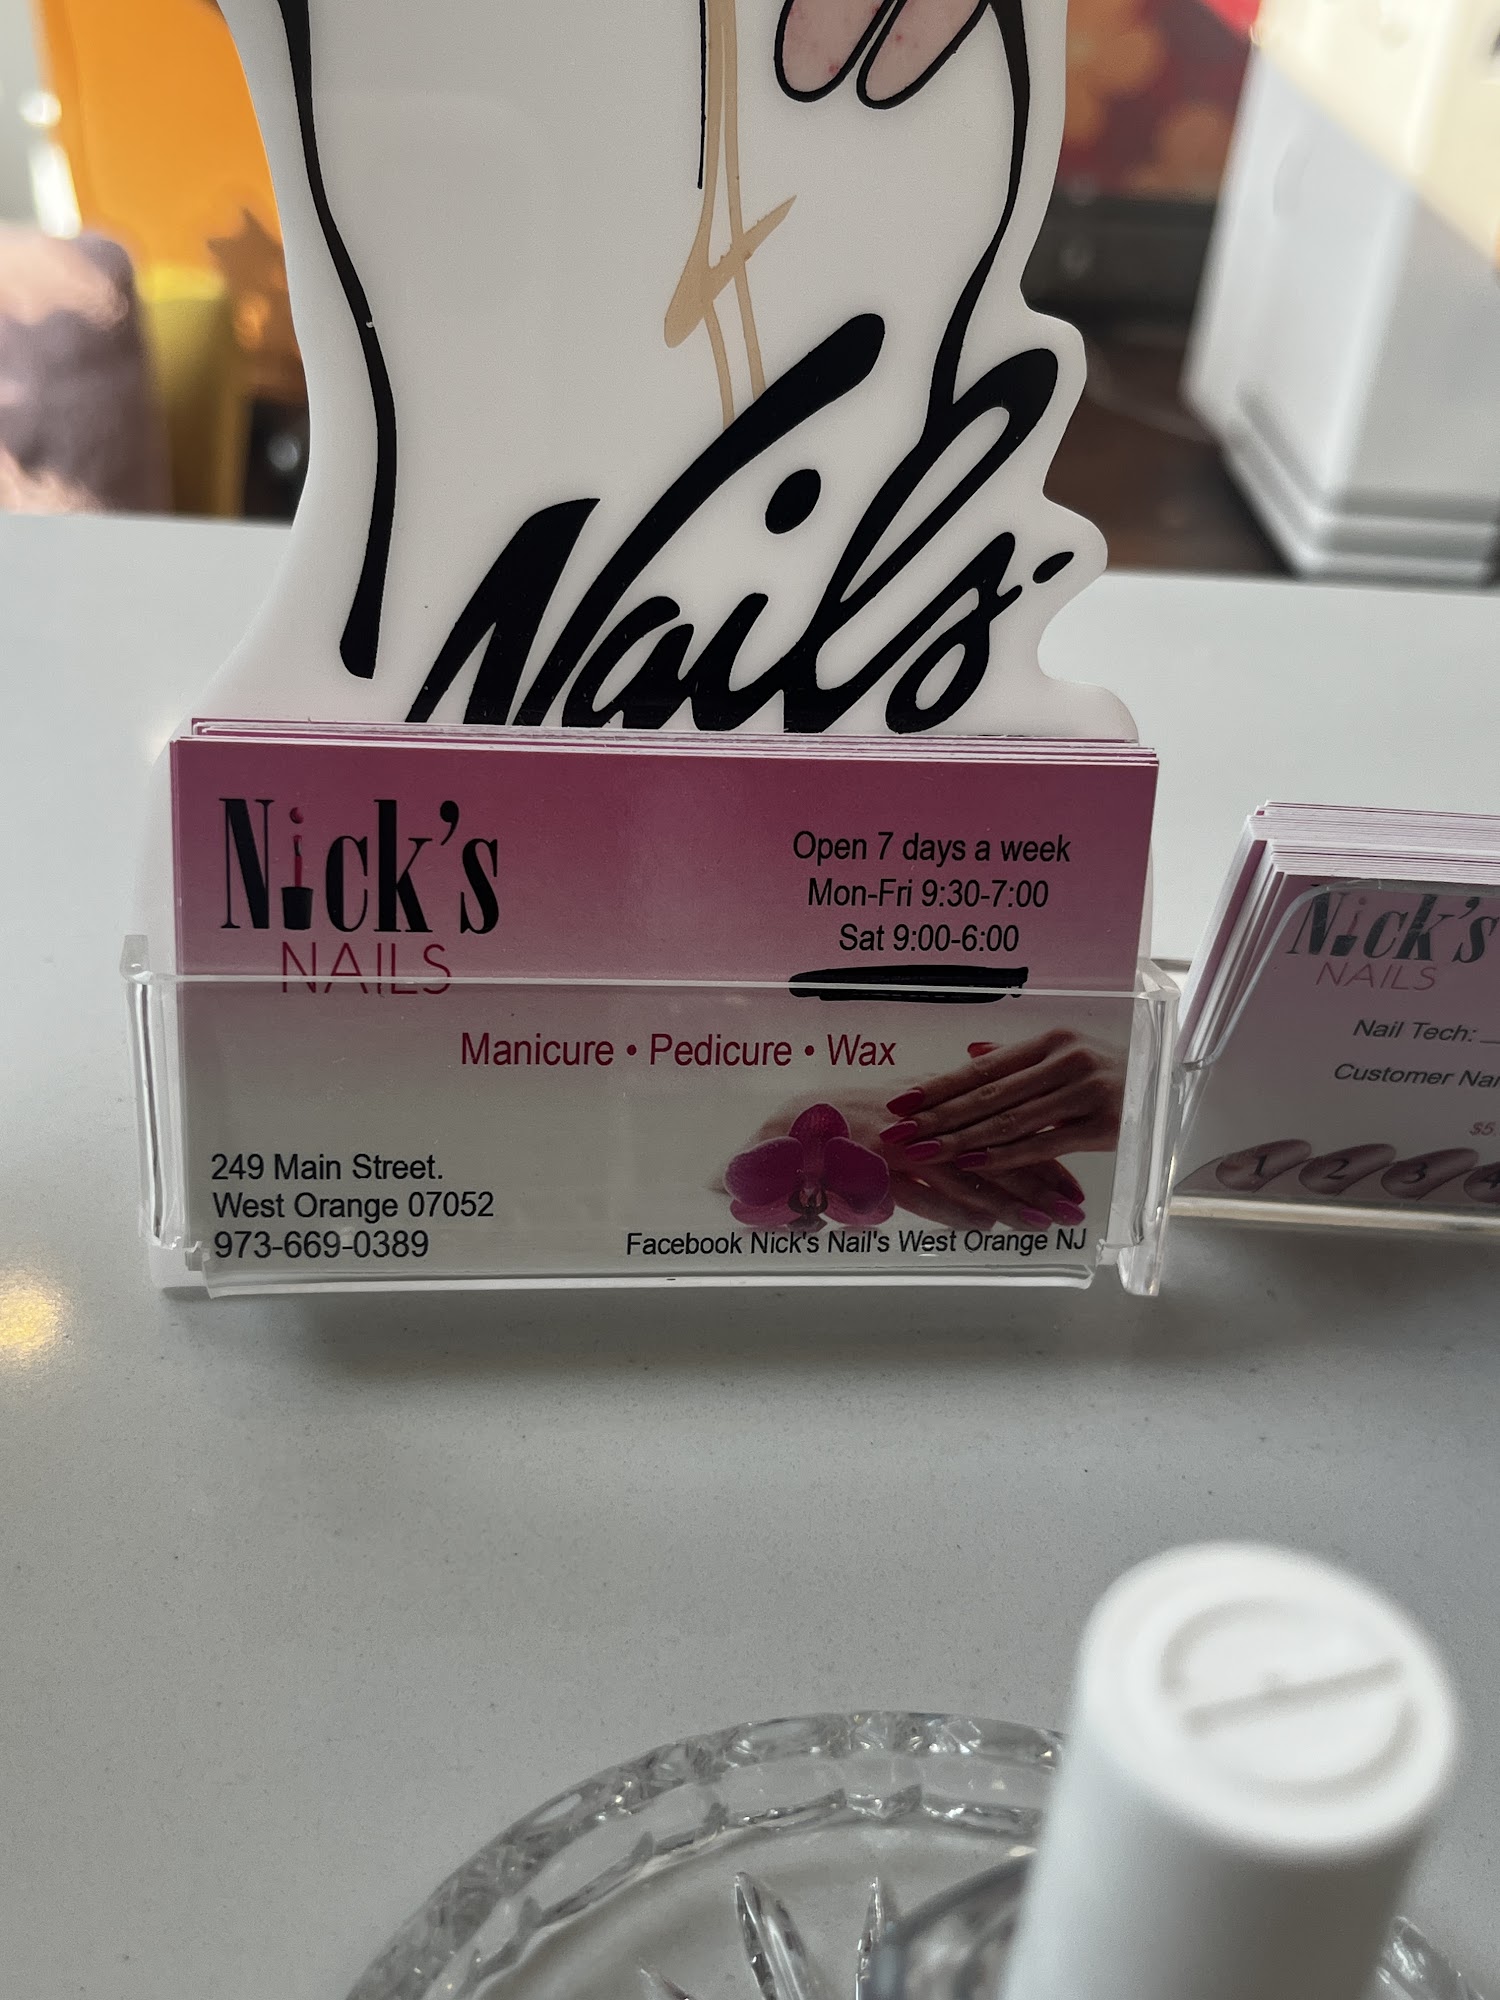 Nails
Nick's
NAILS
Open 7 days a week
Mon-Fri 9:30-7:00
Sat 9:00-6:00
Manicure • Pedicure • Wax
249 Main Street.
West Orange 07052
973-669-0389
Facebook Nick's Nail's West Orange NJ
Nick's
NAILS
Nail Tech:
Customer
$5.
1 2 3 4